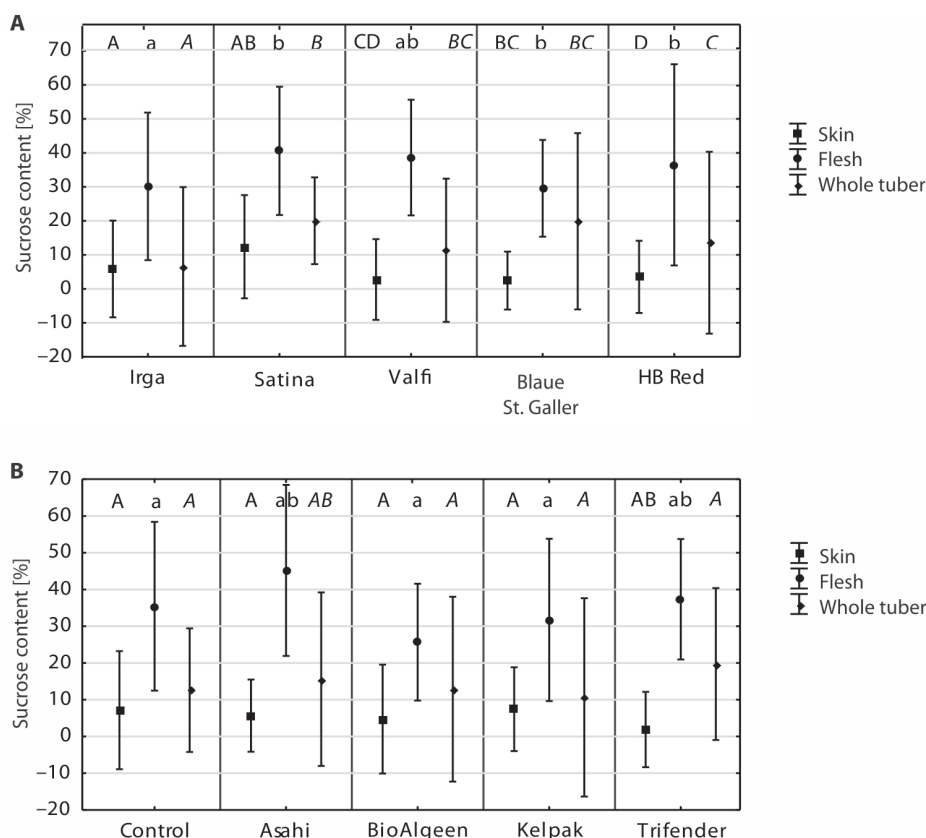 A
A a A AB b B CD ab BC BC b BC D b C
70
60
50
40
30
20
10
0
−10
−20
Sucrose content [%]
Irga Satina Valfi Blaue St. Galler HB Red
Skin
Flesh
Whole tuber
B
A a A A ab AB A a A A a A AB ab A
70
60
50
40
30
20
10
0
−10
−20
Sucrose content [%]
Control Asahi BioAlgeen Kelpak Trifender
Skin
Flesh
Whole tuber